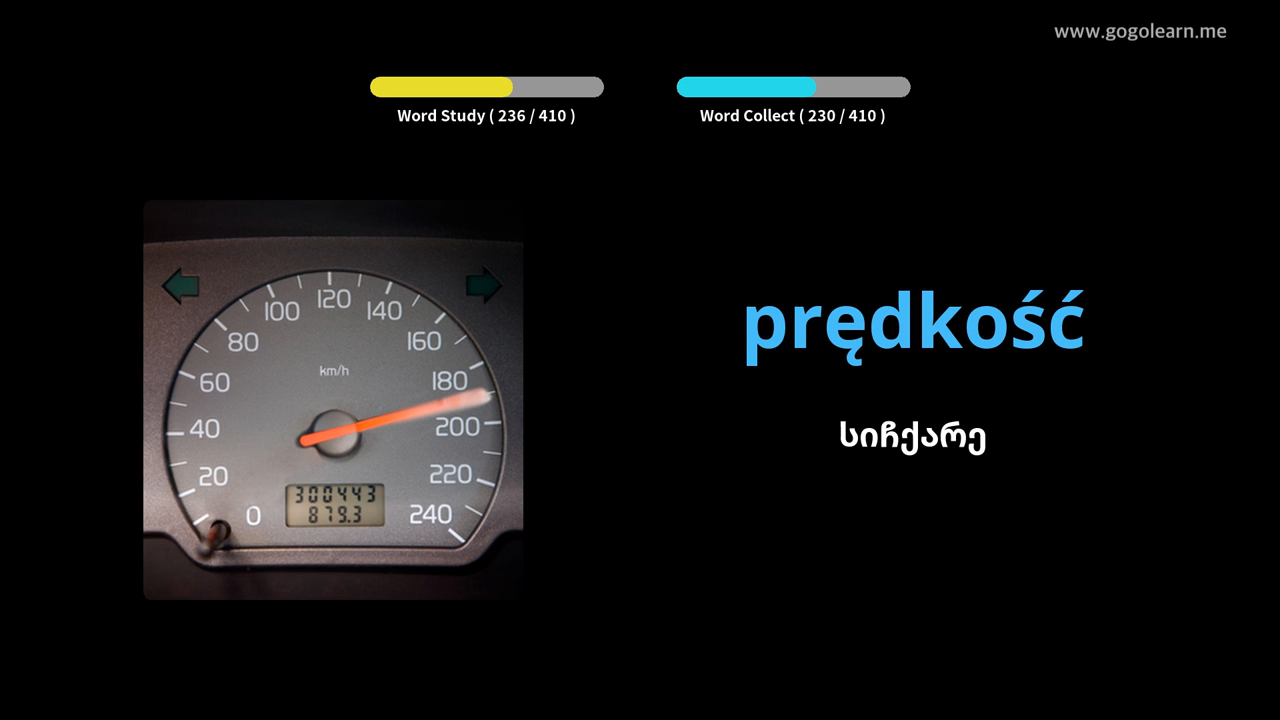 www.gogolearn.me
Word Study ( 236 / 410 )
Word Collect ( 230 / 410 )
120
100
140
80
160
km/h
60
180
40
200
20
220
300443
0
879.3
240
prędkość
სიჩქარე